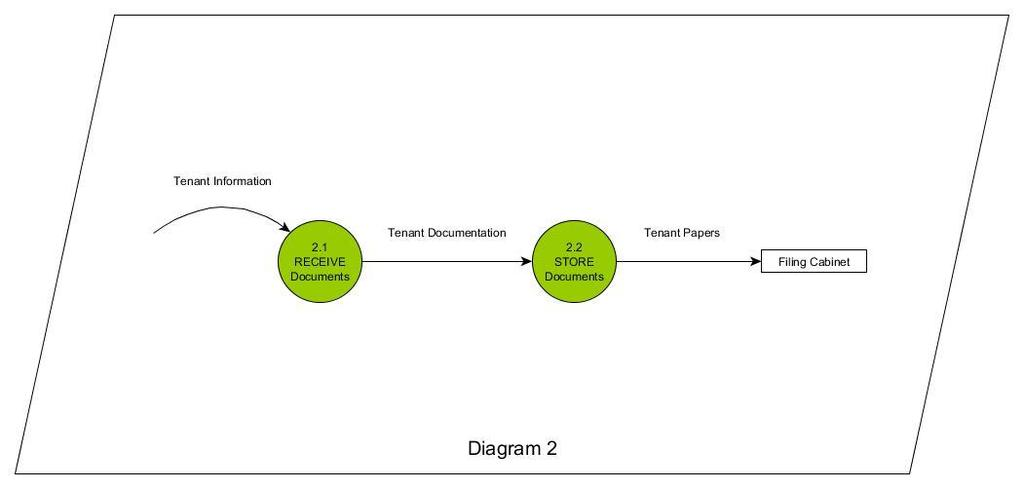 Tenant Information
2.1
RECEIVE
Documents
Tenant Documentation
2.2
STORE
Documents
Tenant Papers
Filing Cabinet
Diagram 2